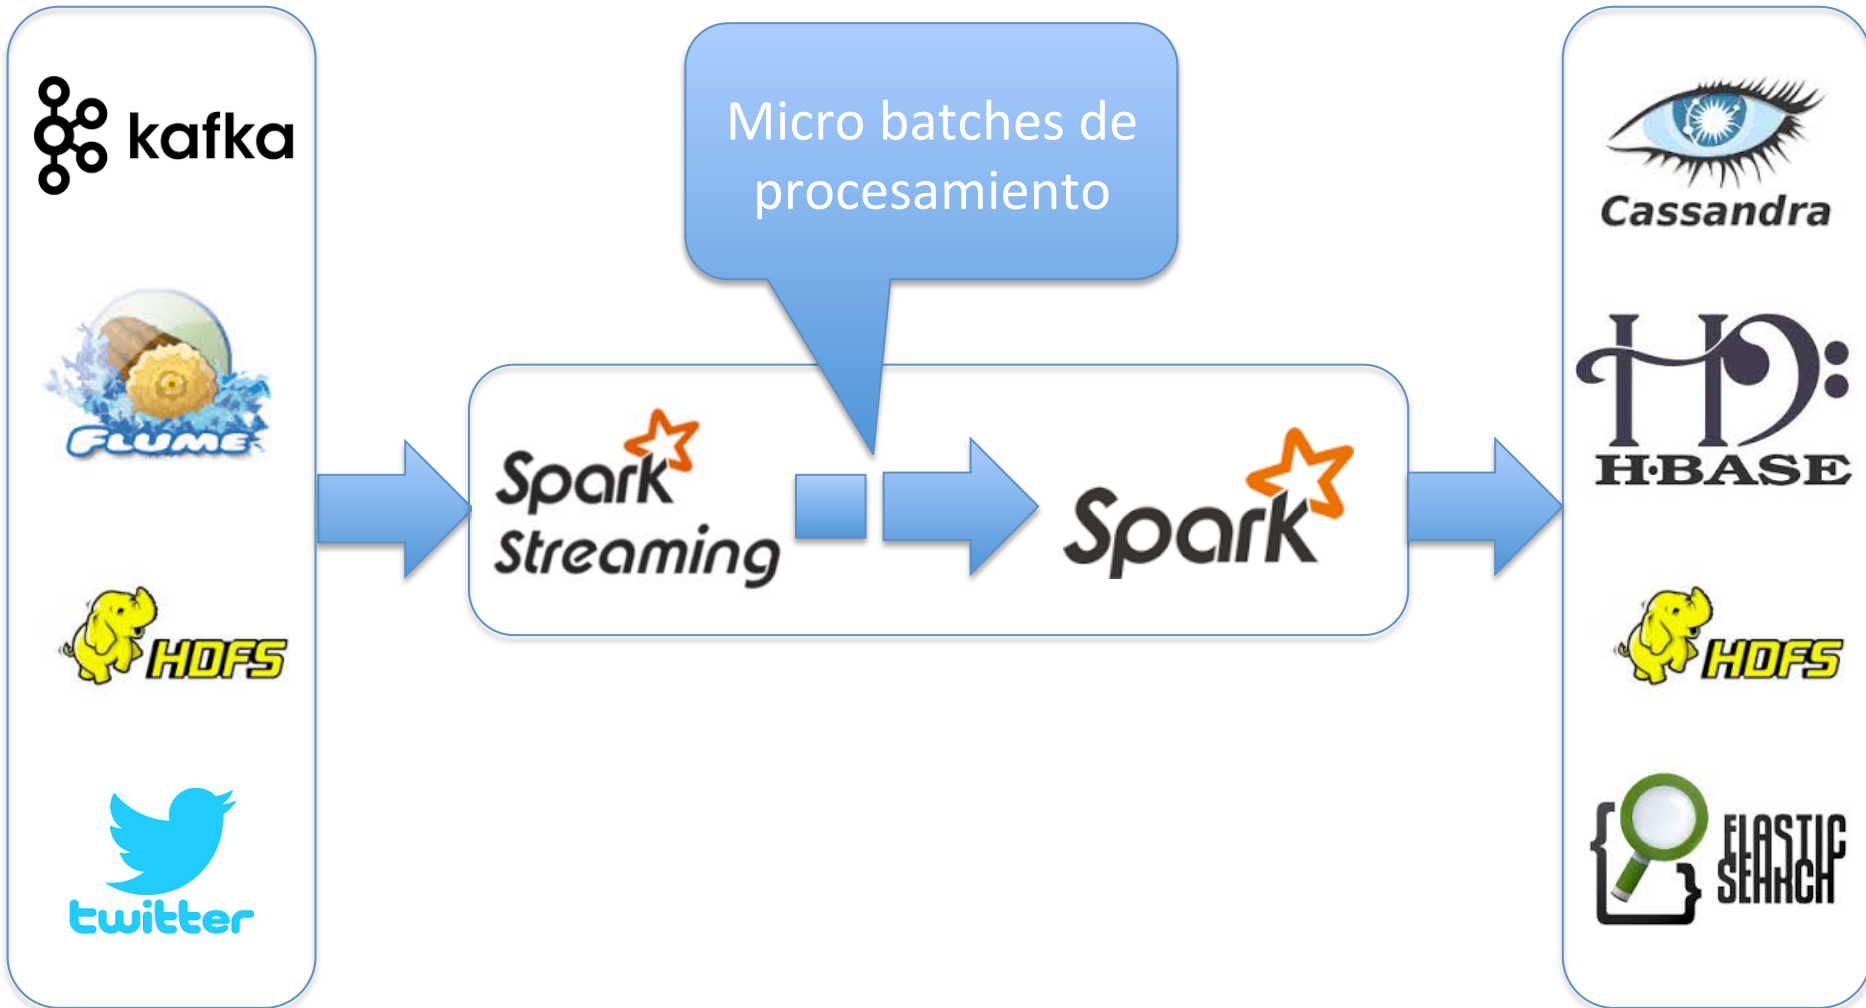 kafka
FLUME
HDFS
twitter
Micro batches de
procesamiento
Spark
Streaming
Spark
Cassandra
H·BASE
HDFS
ELASTIC
SEARCH